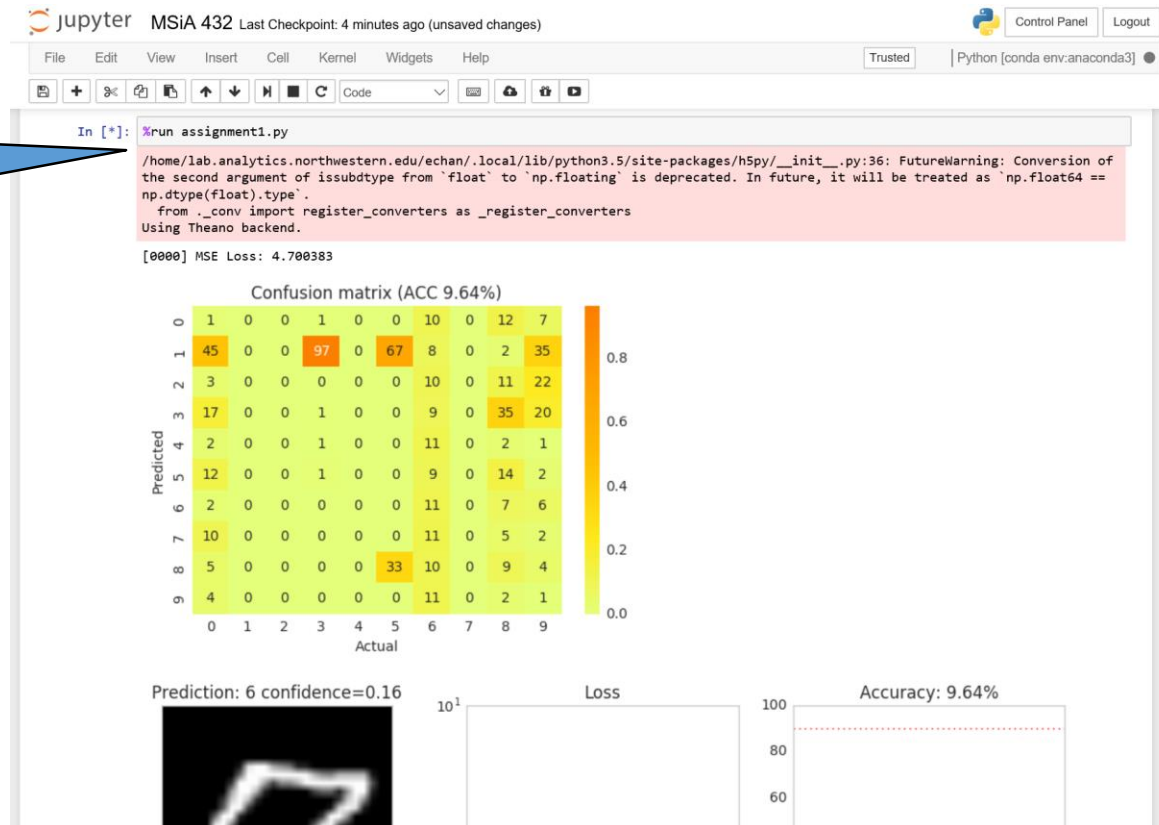 jupyter MSiA 432 Last Checkpoint: 4 minutes ago (unsaved changes) Control Panel Logout
File Edit View Insert Cell Kernel Widgets Help Trusted Python [conda env:anaconda3]
Code
In [*]: %run assignment1.py
/home/lab.analytics.northwestern.edu/echan/.local/lib/python3.5/site-packages/h5py/__init__.py:36: FutureWarning: Conversion of
the second argument of issubdtype from `float` to `np.floating` is deprecated. In future, it will be treated as `np.float64 ==
np.dtype(float).type`.
from ._conv import register_converters as _register_converters
Using Theano backend.
[0000] MSE Loss: 4.700383
Confusion matrix (ACC 9.64%)
0 1 0 0 1 0 0 10 0 12 7
1 45 0 0 97 0 67 8 0 2 35
2 3 0 0 0 0 0 10 0 11 22
3 17 0 0 1 0 0 9 0 35 20
4 2 0 0 1 0 0 11 0 2 1
5 12 0 0 1 0 0 9 0 14 2
6 2 0 0 0 0 0 11 0 7 6
7 10 0 0 0 0 0 11 0 5 2
8 5 0 0 0 0 33 10 0 9 4
9 4 0 0 0 0 0 11 0 2 1
0 1 2 3 4 5 6 7 8 9
Predicted
Actual
0.8
0.6
0.4
0.2
0.0
Prediction: 6 confidence=0.16
Loss
10¹
Accuracy: 9.64%
100
80
60